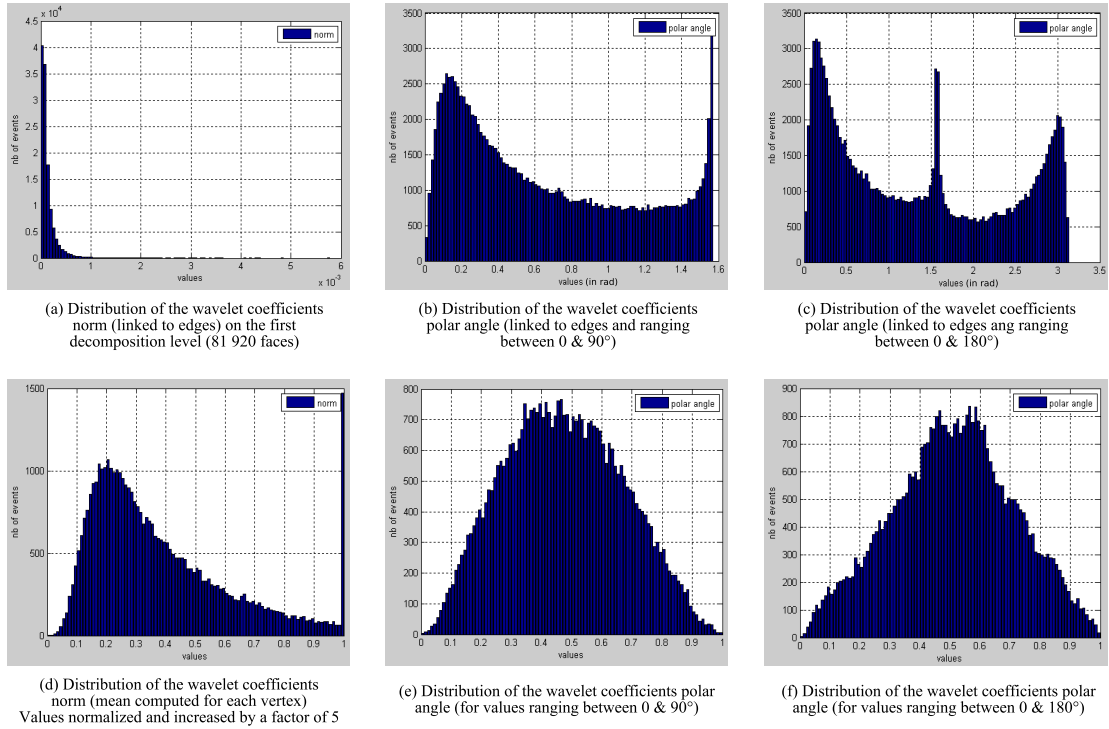 x 10⁴
4.5
4
3.5
3
2.5
2
1.5
1
0.5
0
nb of events
norm
0 1 2 3 4 5 6
values
x 10⁻³
(a) Distribution of the wavelet coefficients
norm (linked to edges) on the first
decomposition level (81 920 faces)
3500
3000
2500
2000
1500
1000
500
0
nb of events
polar angle
0 0.2 0.4 0.6 0.8 1 1.2 1.4 1.6
values (in rad)
(b) Distribution of the wavelet coefficients
polar angle (linked to edges and ranging
between 0 & 90°)
3500
3000
2500
2000
1500
1000
500
0
nb of events
polar angle
0 0.5 1 1.5 2 2.5 3 3.5
values (in rad)
(c) Distribution of the wavelet coefficients
polar angle (linked to edges ang ranging
between 0 & 180°)
1500
1000
500
0
nb of events
norm
0 0.1 0.2 0.3 0.4 0.5 0.6 0.7 0.8 0.9 1
values
(d) Distribution of the wavelet coefficients
norm (mean computed for each vertex)
Values normalized and increased by a factor of 5
800
700
600
500
400
300
200
100
0
nb of events
polar angle
0 0.1 0.2 0.3 0.4 0.5 0.6 0.7 0.8 0.9 1
values
(e) Distribution of the wavelet coefficients polar
angle (for values ranging between 0 & 90°)
900
800
700
600
500
400
300
200
100
0
nb of events
polar angle
0 0.1 0.2 0.3 0.4 0.5 0.6 0.7 0.8 0.9 1
values
(f) Distribution of the wavelet coefficients polar
angle (for values ranging between 0 & 180°)